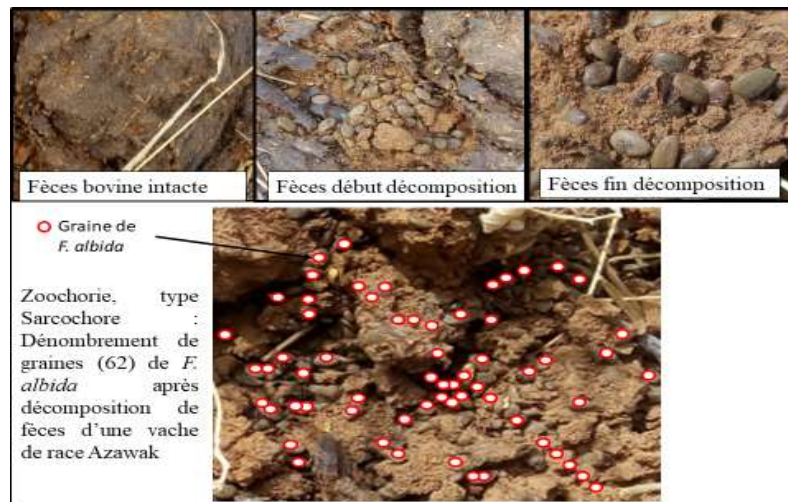 Fèces bovine intacte
Fèces début décomposition
Fèces fin décomposition
Graine de
F. albida
Zoochorie, type
Sarcochore :
Dénombrement de
graines (62) de F.
albida après
décomposition de
fèces d’une vache
de race Azawak